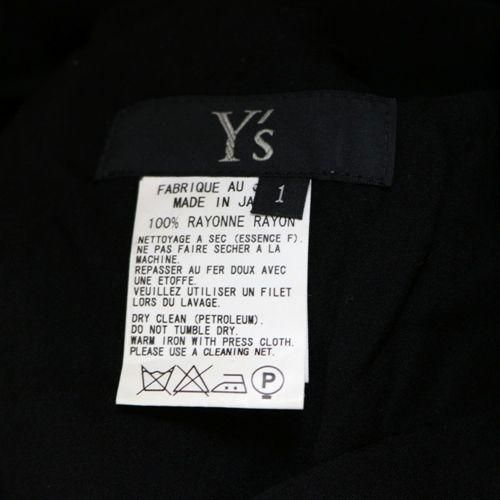 Y's
1
FABRIQUE AU
MADE IN
100% RAYONNE RAYON
NETTOYAGE A SEC (ESSENCE F).
NE PAS FAIRE SECHER A LA
MACHINE.
REPASSER AU FER DOUX AVEC
UNE ETOFFE.
VEUILLEZ UTILISER UN FILET
LORS DU LAVAGE.
DRY CLEAN (PETROLEUM).
DO NOT TUMBLE DRY.
WARM IRON WITH PRESS CLOTH.
PLEASE USE A CLEANING NET.
P